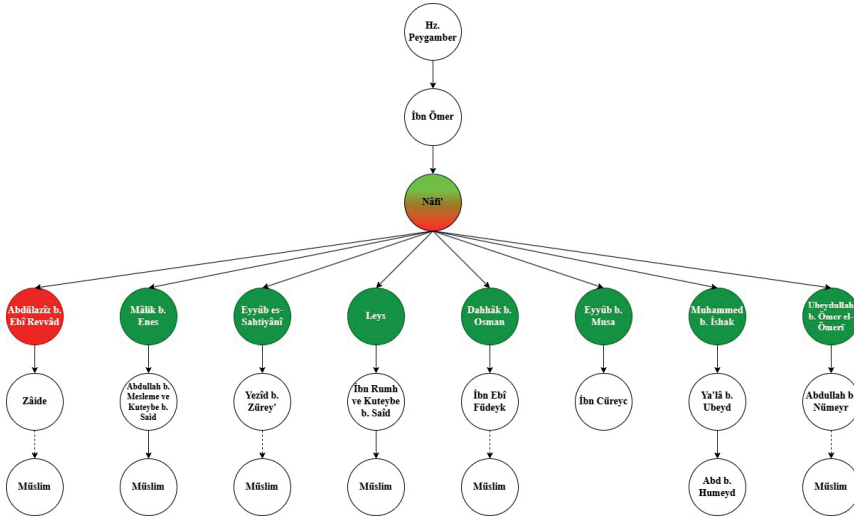 Hz.
Peygamber
İbn Ömer
Nâfi'
Abdülazîz b.
Ebî Revvâd
Mâlik b.
Enes
Eyyûb es-
Sahtiyânî
Leys
Dahhâk b.
Osman
Eyyûb b.
Musa
Muhammed
b. İshak
Ubeydullah
b. Ömer el-
Ömerî
Zâide
Abdullah b.
Mesleme ve
Kuteybe b.
Saîd
Yezîd b.
Zürey'
İbn Rumh
ve Kuteybe
b. Saîd
İbn Ebî
Füdeyk
İbn Cüreyc
Ya'lâ b.
Ubeyd
Abdullah b.
Nümeyr
Müslim
Müslim
Müslim
Müslim
Müslim
Abd b.
Humeyd
Müslim